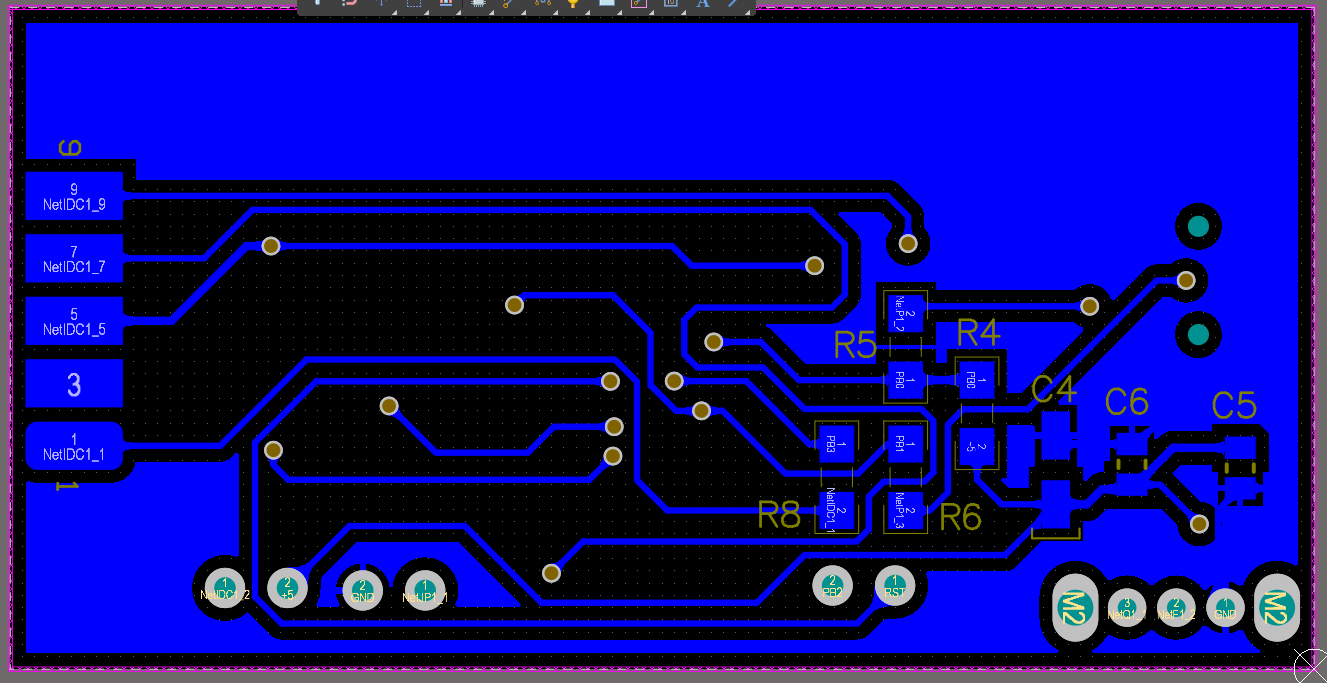 9
9
NetIDC1_9
7
NetIDC1_7
5
NetIDC1_5
3
1
NetIDC1_1
1
2
NetP1_2
R5
R4
1
PB0
1
PB0
C4
C6
C5
1
PB3
1
PB1
2
-5
2
NetIDC1_1
2
NetP1_3
R8
R6
1
NetIDC1_2
2
+5
2
GND
1
NetJP1_1
2
PB2
1
RST
M2
3
2
1
GND
M2